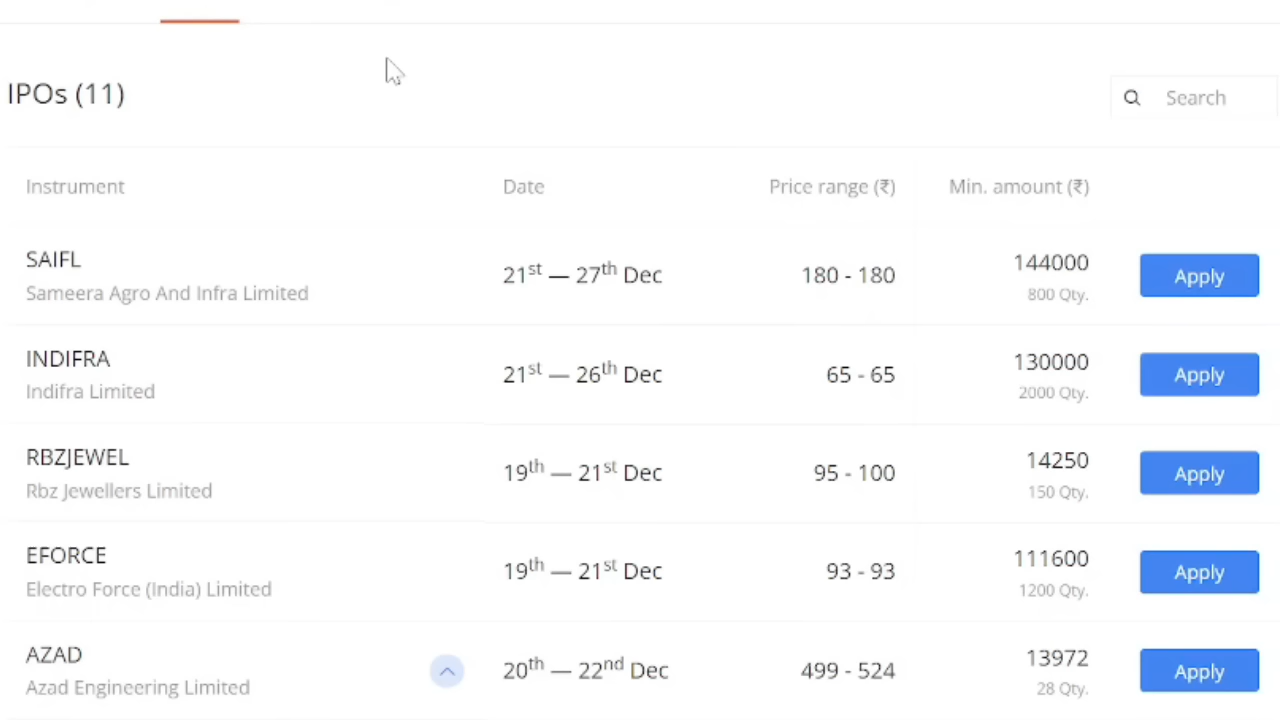 IPOs (11)
Search
Instrument Date Price range (₹) Min. amount (₹)
SAIFL
Sameera Agro And Infra Limited
21st — 27th Dec
180 - 180
144000
800 Qty.
Apply
INDIFRA
Indifra Limited
21st — 26th Dec
65 - 65
130000
2000 Qty.
Apply
RBZJEWEL
Rbz Jewellers Limited
19th — 21st Dec
95 - 100
14250
150 Qty.
Apply
EFORCE
Electro Force (India) Limited
19th — 21st Dec
93 - 93
111600
1200 Qty.
Apply
AZAD
Azad Engineering Limited
20th — 22nd Dec
499 - 524
13972
28 Qty.
Apply